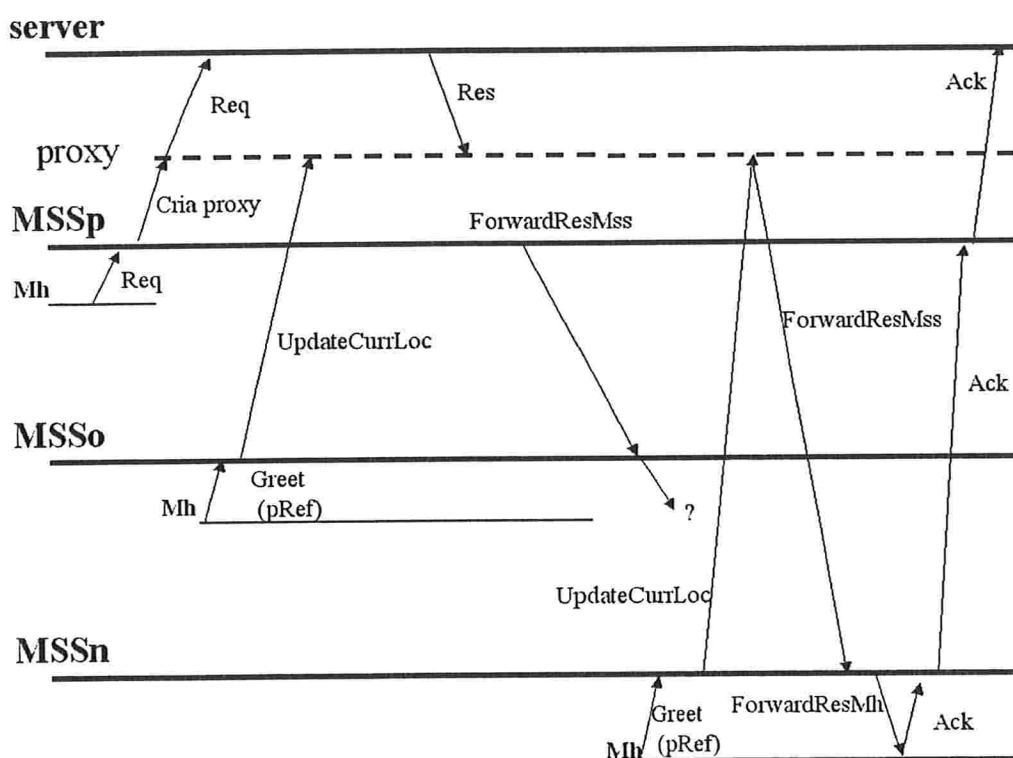 server
Req
Res
Ack
proxy
Cria proxy
MSSp
ForwardResMss
Mh
Req
UpdateCurrLoc
ForwardResMss
Ack
MSSo
Greet
(pRef)
Mh
?
UpdateCurrLoc
MSSn
Greet
(pRef)
ForwardResMh
Ack
Mh